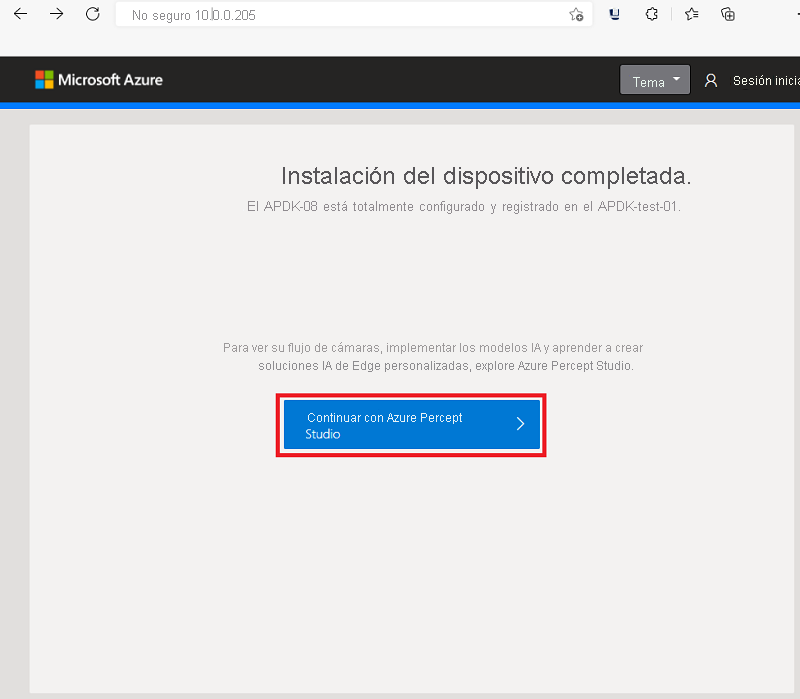 No seguro 10.0.0.205
Microsoft Azure
Tema
Sesión inicia
Instalación del dispositivo completada.
El APDK-08 está totalmente configurado y registrado en el APDK-test-01.
Para ver su flujo de cámaras, implementar los modelos IA y aprender a crear
soluciones IA de Edge personalizadas, explore Azure Percept Studio.
Continuar con Azure Percept
Studio